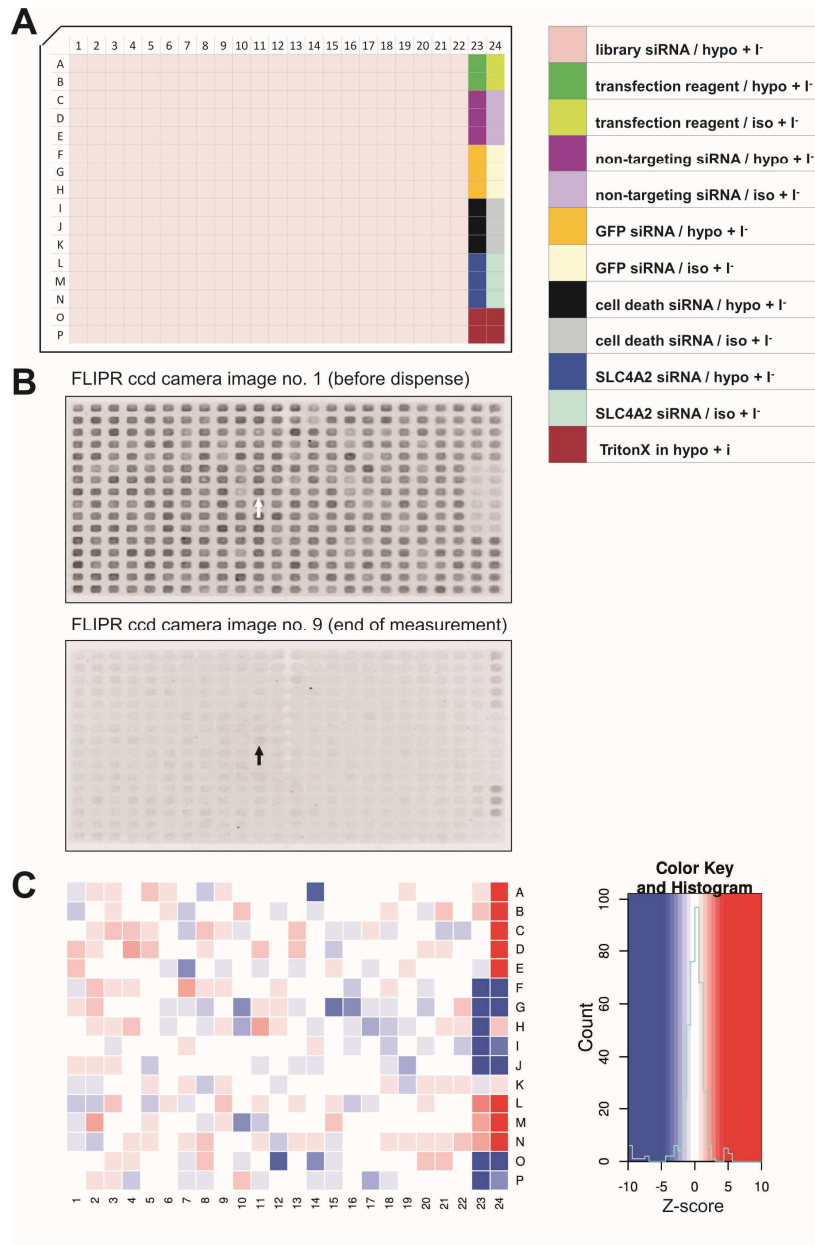 A
1 2 3 4 5 6 7 8 9 10 11 12 13 14 15 16 17 18 19 20 21 22 23 24
A
B
C
D
E
F
G
H
I
J
K
L
M
N
O
P
library siRNA / hypo + I-
transfection reagent / hypo + I-
transfection reagent / iso + I-
non-targeting siRNA / hypo + I-
non-targeting siRNA / iso + I-
GFP siRNA / hypo + I-
GFP siRNA / iso + I-
cell death siRNA / hypo + I-
cell death siRNA / iso + I-
SLC4A2 siRNA / hypo + I-
SLC4A2 siRNA / iso + I-
TritonX in hypo + i
B
FLIPR ccd camera image no. 1 (before dispense)
FLIPR ccd camera image no. 9 (end of measurement)
C
A
B
C
D
E
F
G
H
I
J
K
L
M
N
O
P
1 2 3 4 5 6 7 8 9 10 11 12 13 14 15 16 17 18 19 20 21 22 23 24
Color Key
and Histogram
Count
100
80
60
40
20
0
-10 -5 0 5 10
Z-score